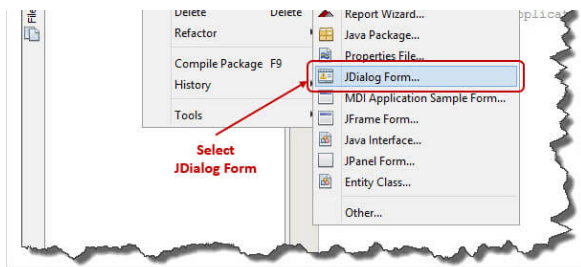 File
Delete Delete
Refactor
Compile Package F9
History
Tools
Report Wizard...
Java Package...
Properties File...
JDialog Form...
MDI Application Sample Form...
JFrame Form...
Java Interface...
JPanel Form...
Entity Class...
Other...
Select
JDialog Form